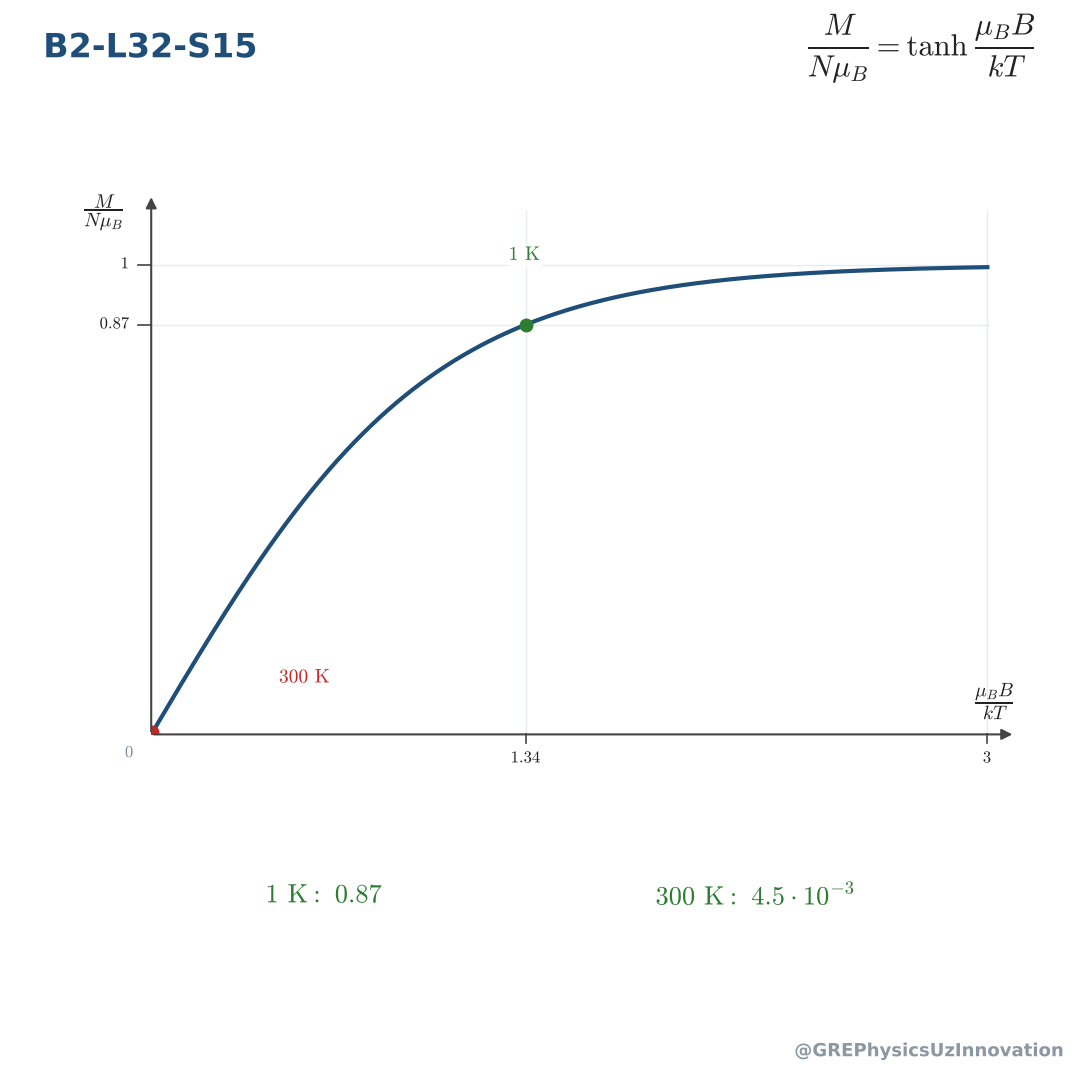 B2-L32-S15
M/(Nμ_B) = tanh μ_B B/(kT)
M/(Nμ_B)
1 K
1
0.87
300 K
μ_B B/(kT)
0
1.34
3
1 K : 0.87
300 K : 4.5 · 10⁻³
@GREPhysicsUzInnovation